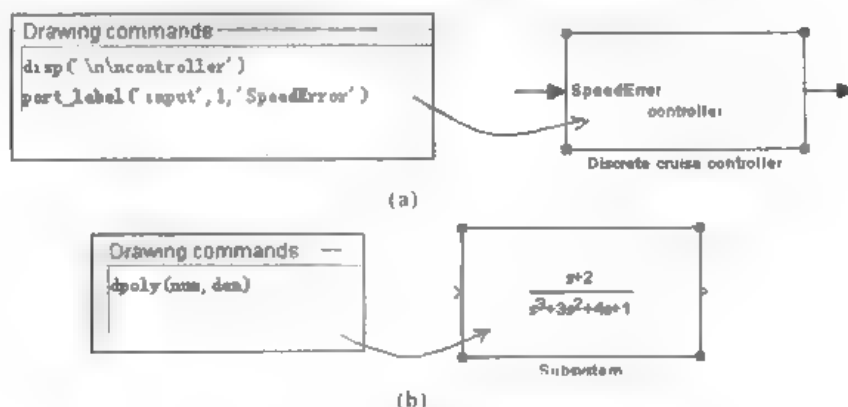 Drawing commands
disp('\n\ncontroller')
port_label('input',1,'SpeedError')
SpeedError
controller
Discrete cruise controller
(a)
Drawing commands
dpoly(num,den)
s+2
s³+3s²+4s+1
Subsystem
(b)